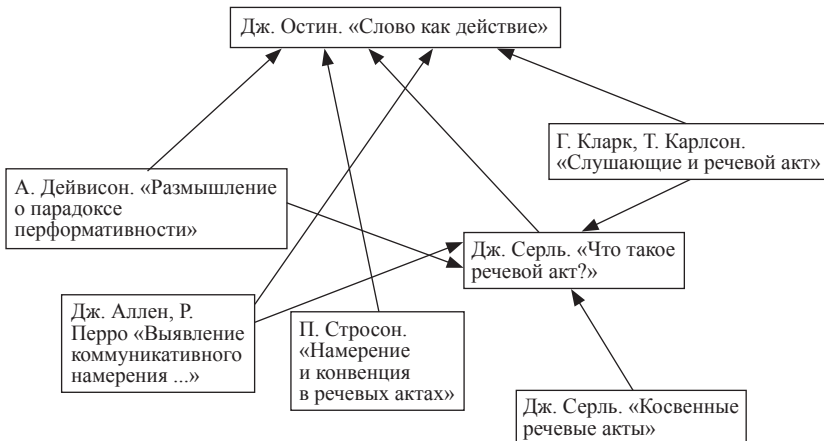 Дж. Остин. «Слово как действие»
Г. Кларк, Т. Карлсон.
«Слушающие и речевой акт»
А. Дейвисон. «Размышление
о парадоксе
перформативности»
Дж. Серль. «Что такое
речевой акт?»
Дж. Аллен, Р.
Перро «Выявление
коммуникативного
намерения ...»
П. Стросон.
«Намерение
и конвенция
в речевых актах»
Дж. Серль. «Косвенные
речевые акты»